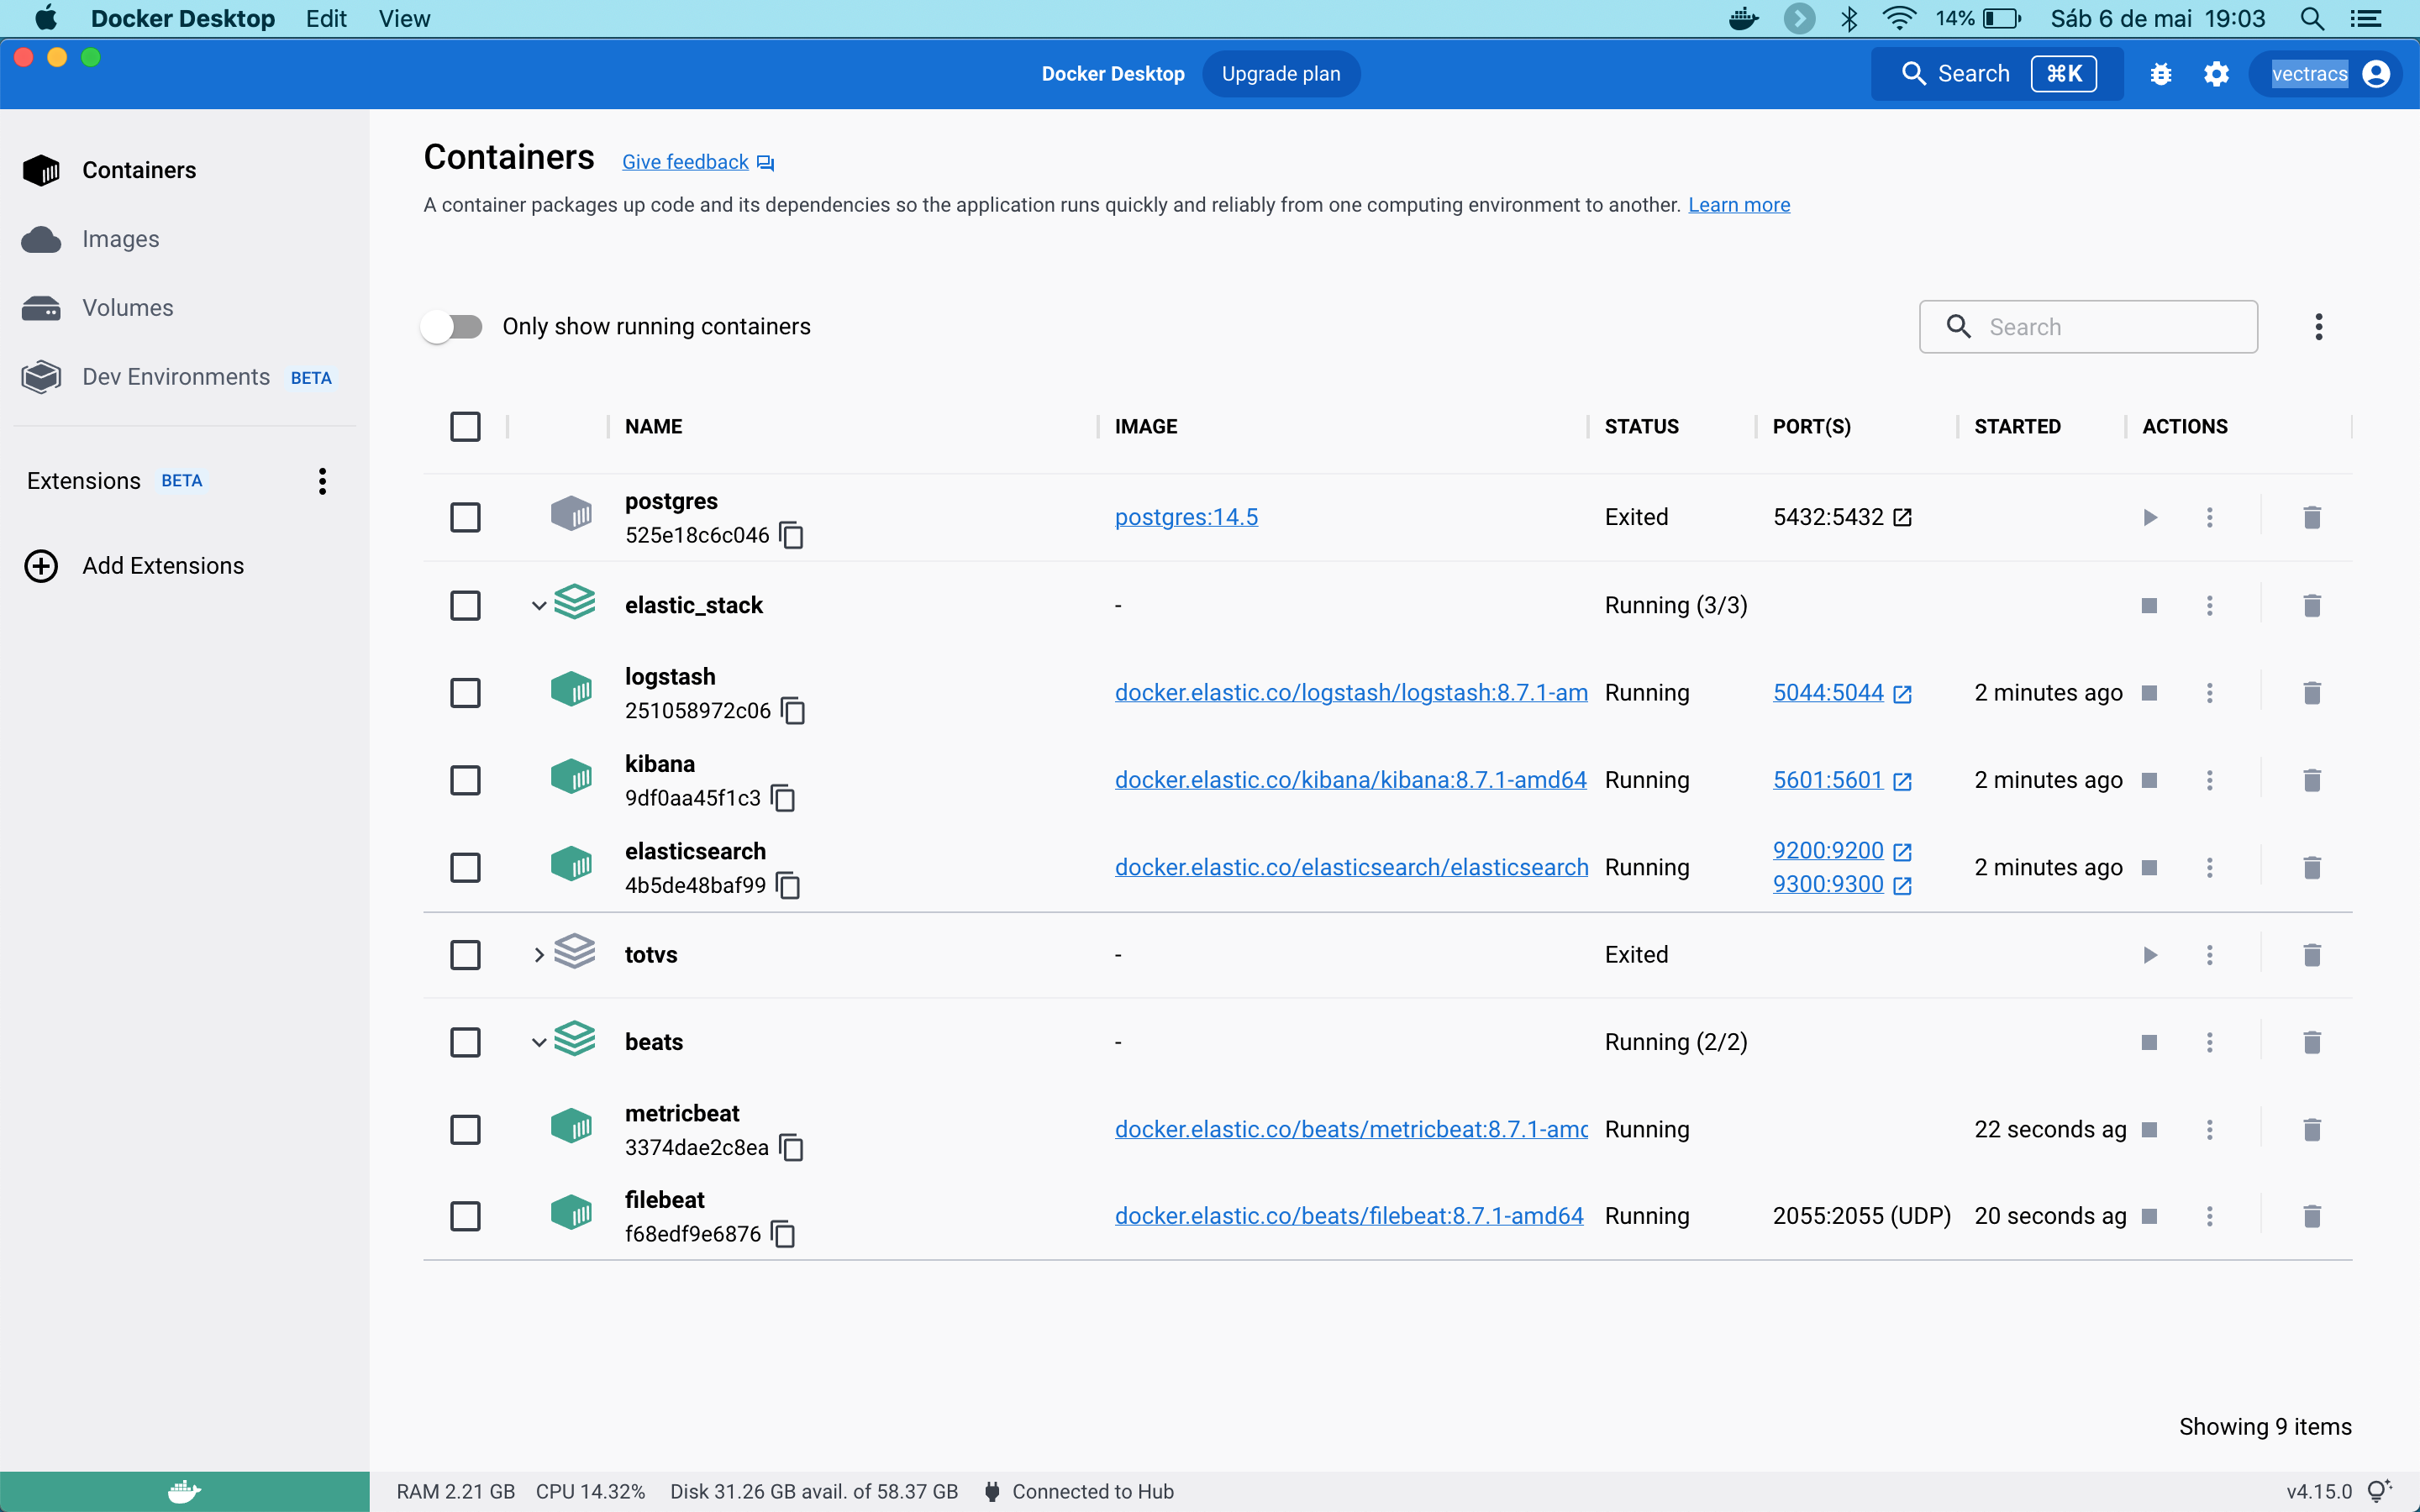 Docker Desktop Edit View 14% Sáb 6 de mai 19:03
Docker Desktop Upgrade plan Search ⌘K vectracs
Containers
Images
Volumes
Dev Environments BETA
Extensions BETA
Add Extensions
Containers Give feedback
A container packages up code and its dependencies so the application runs quickly and reliably from one computing environment to another. Learn more
Only show running containers Search
NAME IMAGE STATUS PORT(S) STARTED ACTIONS
postgres
525e18c6c046 postgres:14.5 Exited 5432:5432
elastic_stack - Running (3/3)
logstash
251058972c06 docker.elastic.co/logstash/logstash:8.7.1-am Running 5044:5044 2 minutes ago
kibana
9df0aa45f1c3 docker.elastic.co/kibana/kibana:8.7.1-amd64 Running 5601:5601 2 minutes ago
elasticsearch
4b5de48baf99 docker.elastic.co/elasticsearch/elasticsearch Running 9200:9200 2 minutes ago
9300:9300
totvs - Exited
beats - Running (2/2)
metricbeat
3374dae2c8ea docker.elastic.co/beats/metricbeat:8.7.1-amd Running 22 seconds ag
filebeat
f68edf9e6876 docker.elastic.co/beats/filebeat:8.7.1-amd64 Running 2055:2055 (UDP) 20 seconds ag
Showing 9 items
RAM 2.21 GB CPU 14.32% Disk 31.26 GB avail. of 58.37 GB Connected to Hub v4.15.0